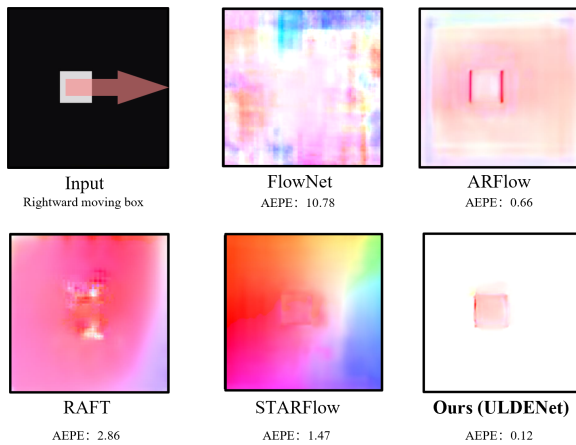 Input
Rightward moving box
FlowNet
AEPE：10.78
ARFlow
AEPE：0.66
RAFT
AEPE：2.86
STARFlow
AEPE：1.47
Ours (ULDENet)
AEPE：0.12